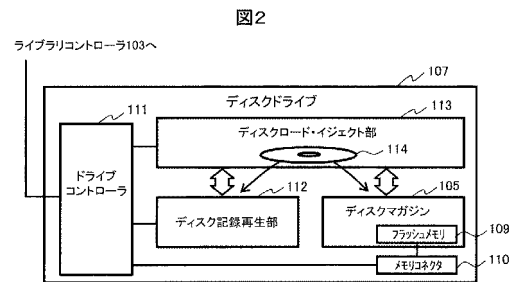 図2
ライブラリコントローラ103へ
107
ディスクドライブ
111
113
ディスクロード・イジェクト部
114
ドライブ
コントローラ
112
105
ディスク記録再生部
ディスクマガジン
フラッシュメモリ
109
メモリコネクタ
110